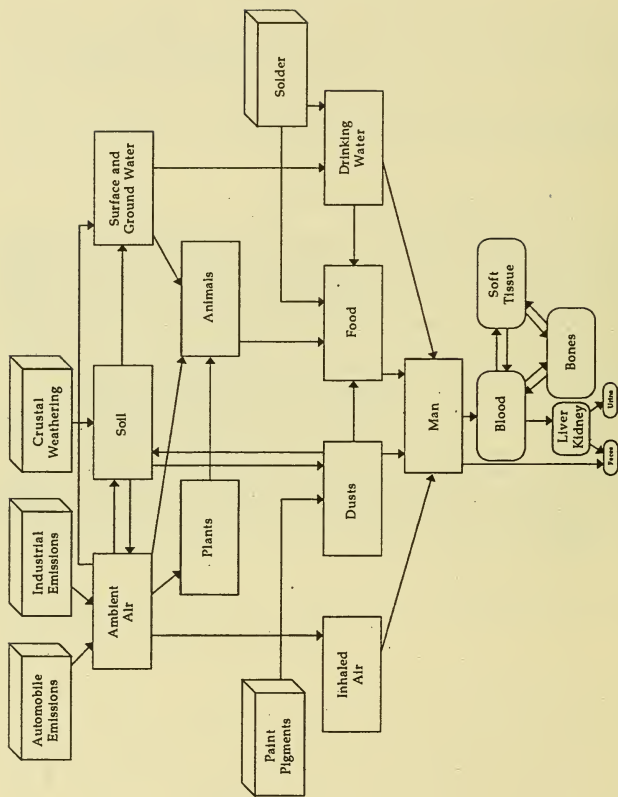 Automobile
Emissions
Industrial
Emissions
Crustal
Weathering
Ambient
Air
Soil
Surface and
Ground Water
Plants
Animals
Paint
Pigments
Solder
Inhaled
Air
Dusts
Food
Drinking
Water
Man
Blood
Soft
Tissue
Bones
Liver
Kidney
Feces
Urine